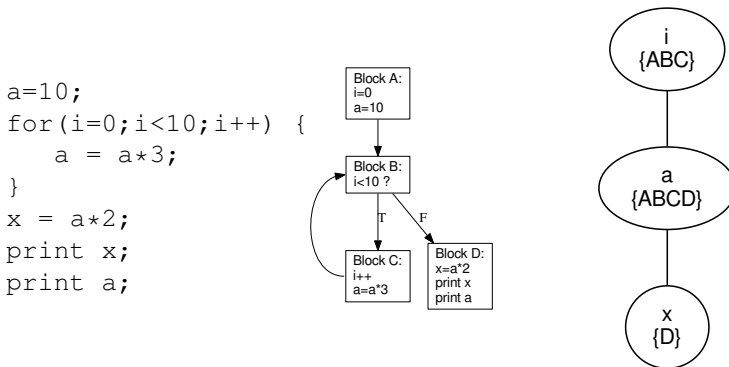 a=10;
for(i=0;i<10;i++) {
   a = a*3;
}
x = a*2;
print x;
print a;
Block A:
i=0
a=10
Block B:
i<10 ?
T
F
Block C:
i++
a=a*3
Block D:
x=a*2
print x
print a
i
{ABC}
a
{ABCD}
x
{D}